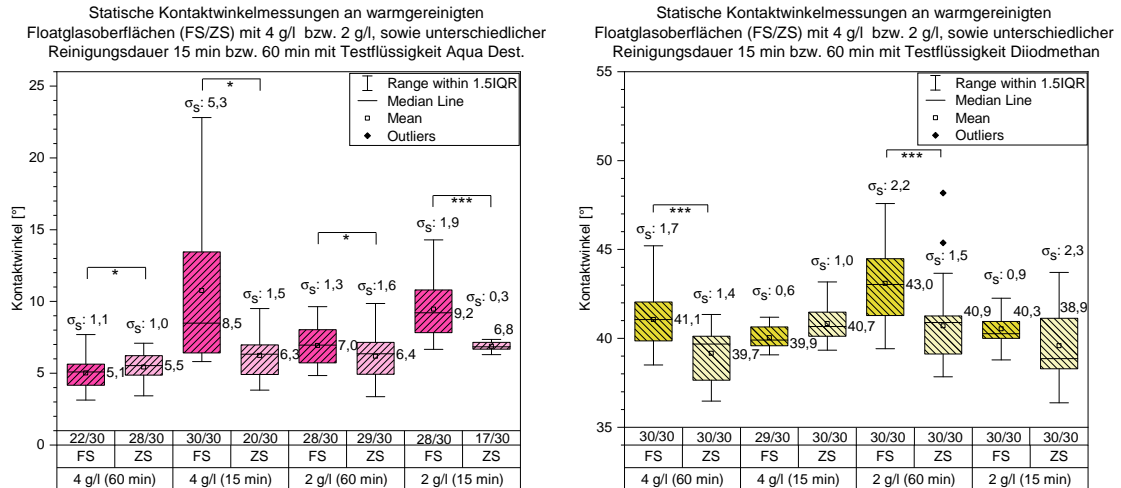 Statische Kontaktwinkelmessungen an warmgereinigten
Floatglasoberflächen (FS/ZS) mit 4 g/l bzw. 2 g/l, sowie unterschiedlicher
Reinigungsdauer 15 min bzw. 60 min mit Testflüssigkeit Aqua Dest.
Kontaktwinkel [°]
25
20
15
10
5
0
Range within 1.5IQR
Median Line
Mean
Outliers
*
σS: 5,3
***
σS: 1,9
*
*
σS: 1,1
σS: 1,0
σS: 1,5
σS: 1,3
σS: 1,6
σS: 0,3
5,1
5,5
8,5
6,3
7,0
6,4
9,2
6,8
22/30 28/30 30/30 20/30 28/30 29/30 28/30 17/30
FS ZS FS ZS FS ZS FS ZS
4 g/l (60 min) 4 g/l (15 min) 2 g/l (60 min) 2 g/l (15 min)
Statische Kontaktwinkelmessungen an warmgereinigten
Floatglasoberflächen (FS/ZS) mit 4 g/l bzw. 2 g/l, sowie unterschiedlicher
Reinigungsdauer 15 min bzw. 60 min mit Testflüssigkeit Diiodmethan
Kontaktwinkel [°]
55
50
45
40
35
Range within 1.5IQR
Median Line
Mean
Outliers
***
σS: 2,2
***
σS: 1,7
σS: 1,4
σS: 0,6
σS: 1,0
σS: 1,5
σS: 0,9
σS: 2,3
41,1
39,7
39,9
40,7
43,0
40,9
40,3
38,9
30/30 30/30 29/30 30/30 30/30 30/30 30/30 30/30
FS ZS FS ZS FS ZS FS ZS
4 g/l (60 min) 4 g/l (15 min) 2 g/l (60 min) 2 g/l (15 min)